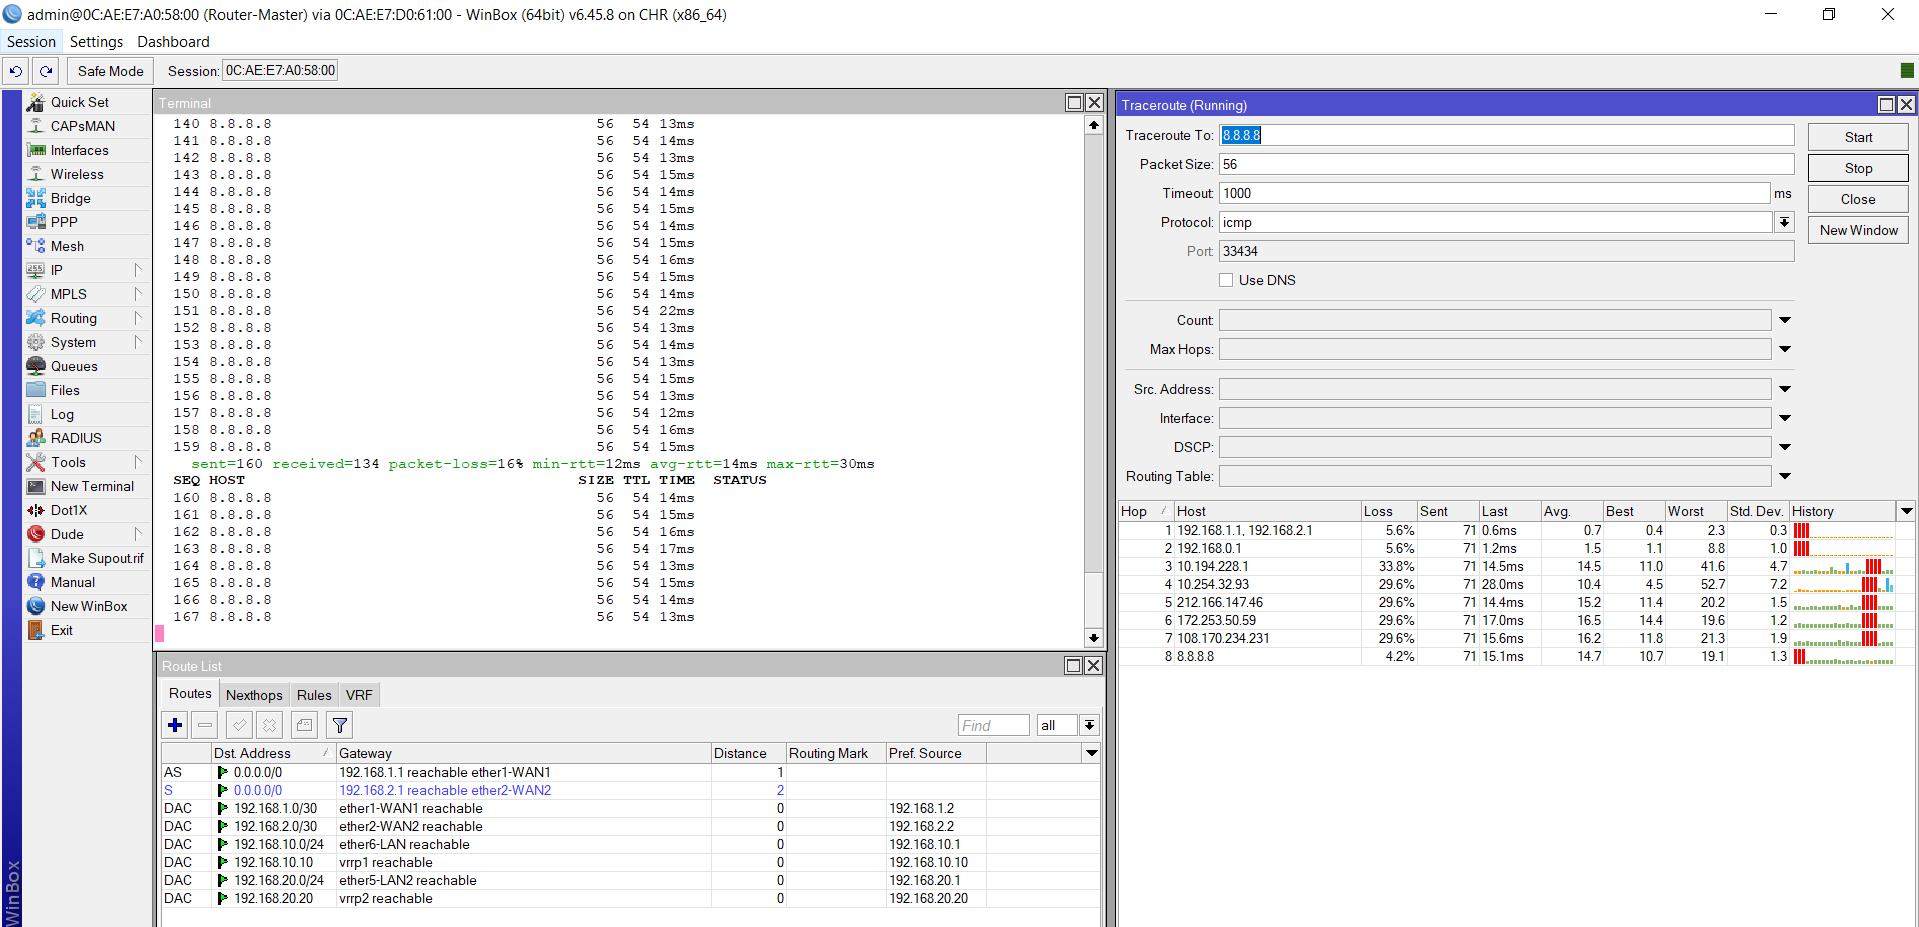 admin@0C:AE:E7:A0:58:00 (Router-Master) via 0C:AE:E7:D0:61:00 - WinBox (64bit) v6.45.8 on CHR (x86_64)
Session Settings Dashboard
Safe Mode Session: 0C:AE:E7:A0:58:00
Quick Set
CAPsMAN
Interfaces
Wireless
Bridge
PPP
Mesh
IP
MPLS
Routing
System
Queues
Files
Log
RADIUS
Tools
New Terminal
Dot1X
Dude
Make Supout.rif
Manual
New WinBox
Exit
WinBox
Terminal
140 8.8.8.8 56 54 13ms
141 8.8.8.8 56 54 14ms
142 8.8.8.8 56 54 13ms
143 8.8.8.8 56 54 15ms
144 8.8.8.8 56 54 14ms
145 8.8.8.8 56 54 15ms
146 8.8.8.8 56 54 14ms
147 8.8.8.8 56 54 15ms
148 8.8.8.8 56 54 16ms
149 8.8.8.8 56 54 15ms
150 8.8.8.8 56 54 14ms
151 8.8.8.8 56 54 22ms
152 8.8.8.8 56 54 13ms
153 8.8.8.8 56 54 14ms
154 8.8.8.8 56 54 13ms
155 8.8.8.8 56 54 15ms
156 8.8.8.8 56 54 13ms
157 8.8.8.8 56 54 12ms
158 8.8.8.8 56 54 16ms
159 8.8.8.8 56 54 15ms
sent=160 received=134 packet-loss=16% min-rtt=12ms avg-rtt=14ms max-rtt=30ms
SEQ HOST SIZE TTL TIME STATUS
160 8.8.8.8 56 54 14ms
161 8.8.8.8 56 54 15ms
162 8.8.8.8 56 54 16ms
163 8.8.8.8 56 54 17ms
164 8.8.8.8 56 54 13ms
165 8.8.8.8 56 54 15ms
166 8.8.8.8 56 54 14ms
167 8.8.8.8 56 54 13ms
Route List
Routes Nexthops Rules VRF
Find all
Dst. Address Gateway Distance Routing Mark Pref. Source
AS 0.0.0.0/0 192.168.1.1 reachable ether1-WAN1 1
S 0.0.0.0/0 192.168.2.1 reachable ether2-WAN2 2
DAC 192.168.1.0/30 ether1-WAN1 reachable 0 192.168.1.2
DAC 192.168.2.0/30 ether2-WAN2 reachable 0 192.168.2.2
DAC 192.168.10.0/24 ether6-LAN reachable 0 192.168.10.1
DAC 192.168.10.10 vrrp1 reachable 0 192.168.10.10
DAC 192.168.20.0/24 ether5-LAN2 reachable 0 192.168.20.1
DAC 192.168.20.20 vrrp2 reachable 0 192.168.20.20
Traceroute (Running)
Traceroute To: 8.8.8.8 Start
Packet Size: 56 Stop
Timeout: 1000 ms Close
Protocol: icmp New Window
Port: 33434
Use DNS
Count:
Max Hops:
Src. Address:
Interface:
DSCP:
Routing Table:
Hop Host Loss Sent Last Avg. Best Worst Std. Dev. History
1 192.168.1.1, 192.168.2.1 5.6% 71 0.6ms 0.7 0.4 2.3 0.3
2 192.168.0.1 5.6% 71 1.2ms 1.5 1.1 8.8 1.0
3 10.194.228.1 33.8% 71 14.5ms 14.5 11.0 41.6 4.7
4 10.254.32.93 29.6% 71 28.0ms 10.4 4.5 52.7 7.2
5 212.166.147.46 29.6% 71 14.4ms 15.2 11.4 20.2 1.5
6 172.253.50.59 29.6% 71 17.0ms 16.5 14.4 19.6 1.2
7 108.170.234.231 29.6% 71 15.6ms 16.2 11.8 21.3 1.9
8 8.8.8.8 4.2% 71 15.1ms 14.7 10.7 19.1 1.3